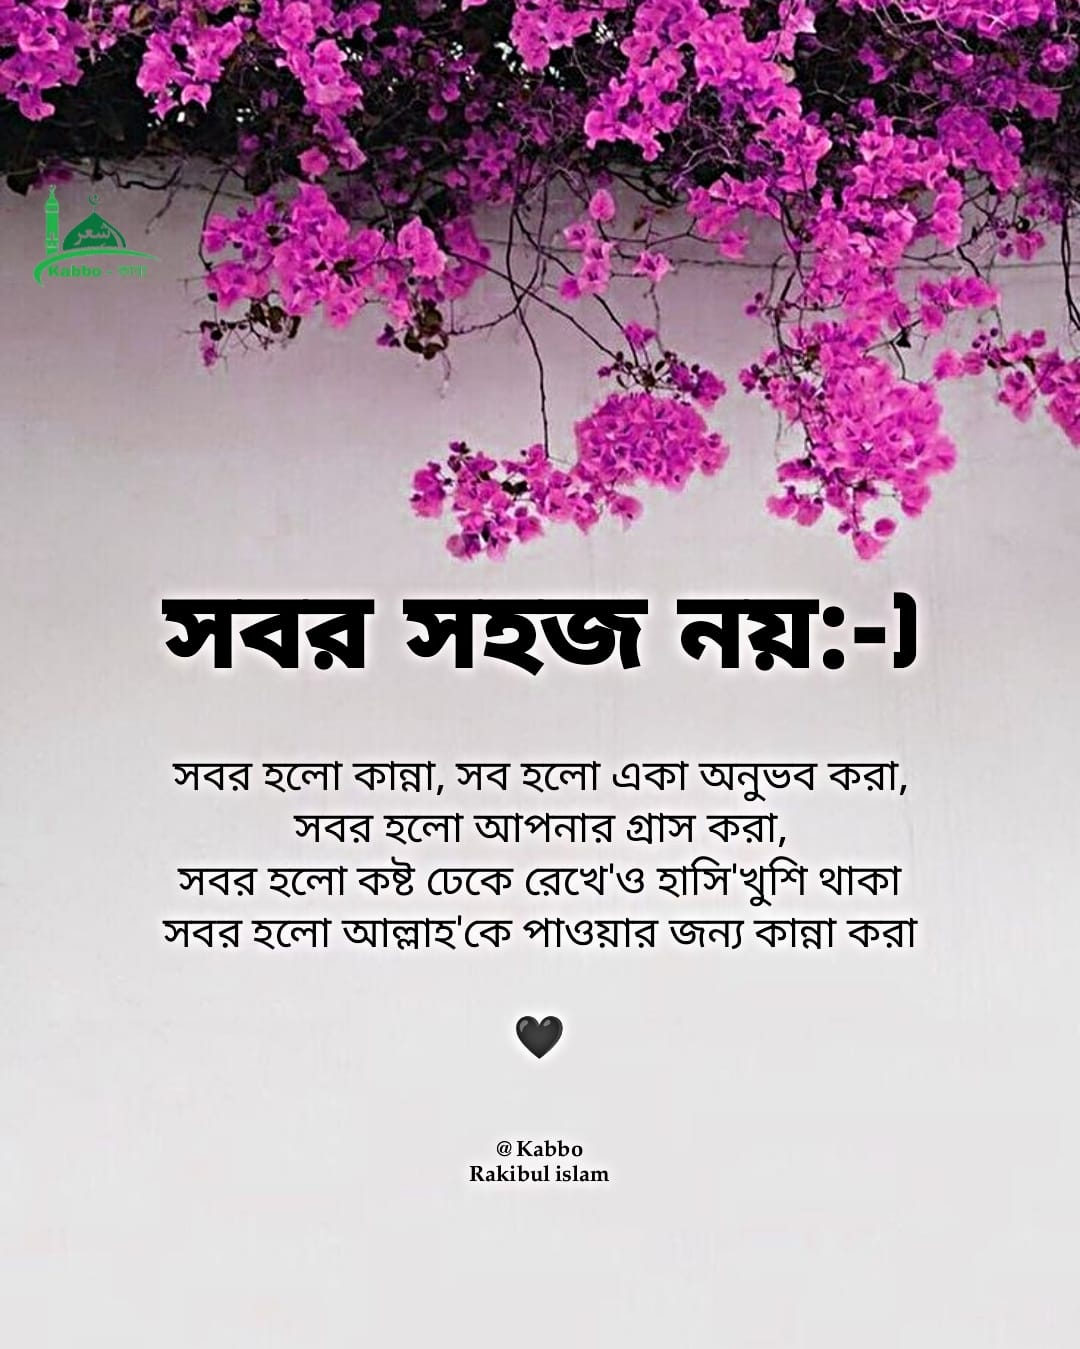 شعر
Kabbo - কাব্য
সবর সহজ নয়:-)
সবর হলো কান্না, সব হলো একা অনুভব করা,
সবর হলো আপনার গ্রাস করা,
সবর হলো কষ্ট ঢেকে রেখে'ও হাসি'খুশি থাকা
সবর হলো আল্লাহ'কে পাওয়ার জন্য কান্না করা
🖤
@Kabbo
Rakibul islam